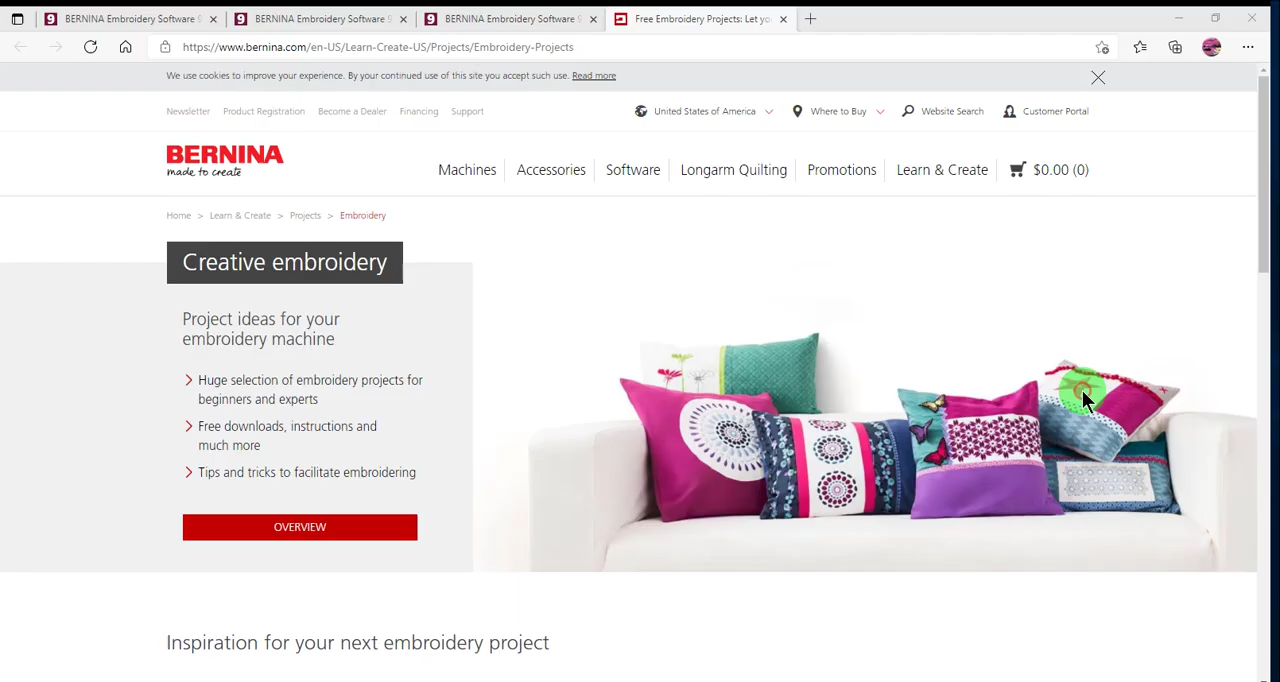 BERNINA Embroidery Software 9
BERNINA Embroidery Software 9
BERNINA Embroidery Software 9
Free Embroidery Projects: Let yo
https://www.bernina.com/en-US/Learn-Create-US/Projects/Embroidery-Projects
We use cookies to improve your experience. By your continued use of this site you accept such use. Read more
Newsletter Product Registration Become a Dealer Financing Support United States of America Where to Buy Website Search Customer Portal
BERNINA
made to create
Machines Accessories Software Longarm Quilting Promotions Learn & Create $0.00 (0)
Home > Learn & Create > Projects > Embroidery
Creative embroidery
Project ideas for your
embroidery machine
Huge selection of embroidery projects for
beginners and experts
Free downloads, instructions and
much more
Tips and tricks to facilitate embroidering
OVERVIEW
Inspiration for your next embroidery project